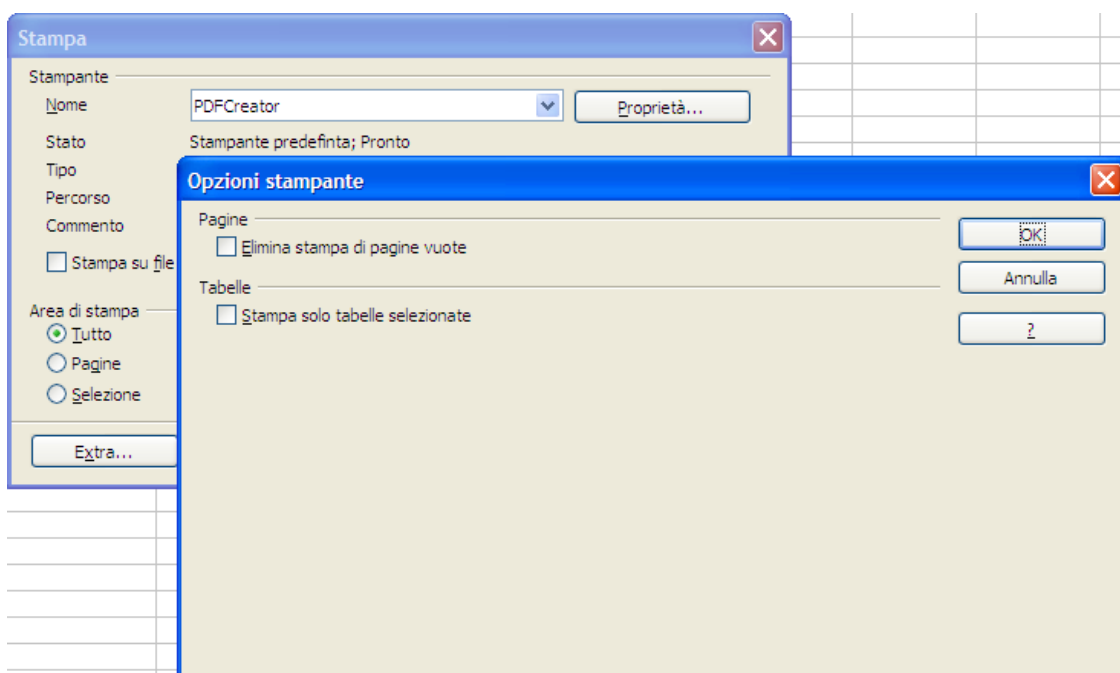 Stampa
Stampante
Nome PDFCreator Proprietà...
Stato Stampante predefinta; Pronto
Tipo
Percorso
Commento
Stampa su file
Area di stampa
Tutto
Pagine
Selezione
Extra...
Opzioni stampante
Pagine
Elimina stampa di pagine vuote
Tabelle
Stampa solo tabelle selezionate
OK
Annulla
?